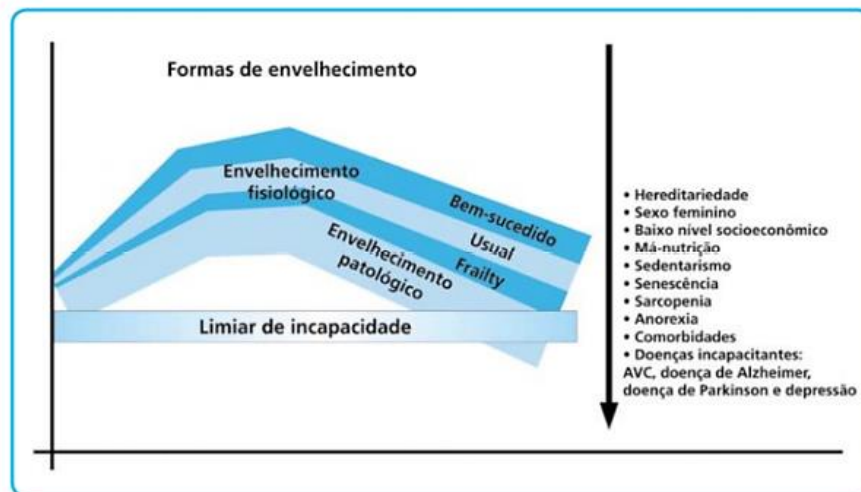 Formas de envelhecimento
Envelhecimento
fisiológico
Bem-sucedido
Usual
Frailty
Envelhecimento
patológico
Limiar de incapacidade
• Hereditariedade
• Sexo feminino
• Baixo nível socioeconômico
• Má-nutrição
• Sedentarismo
• Senescência
• Sarcopenia
• Anorexia
• Comorbidades
• Doenças incapacitantes:
AVC, doença de Alzheimer,
doença de Parkinson e depressão